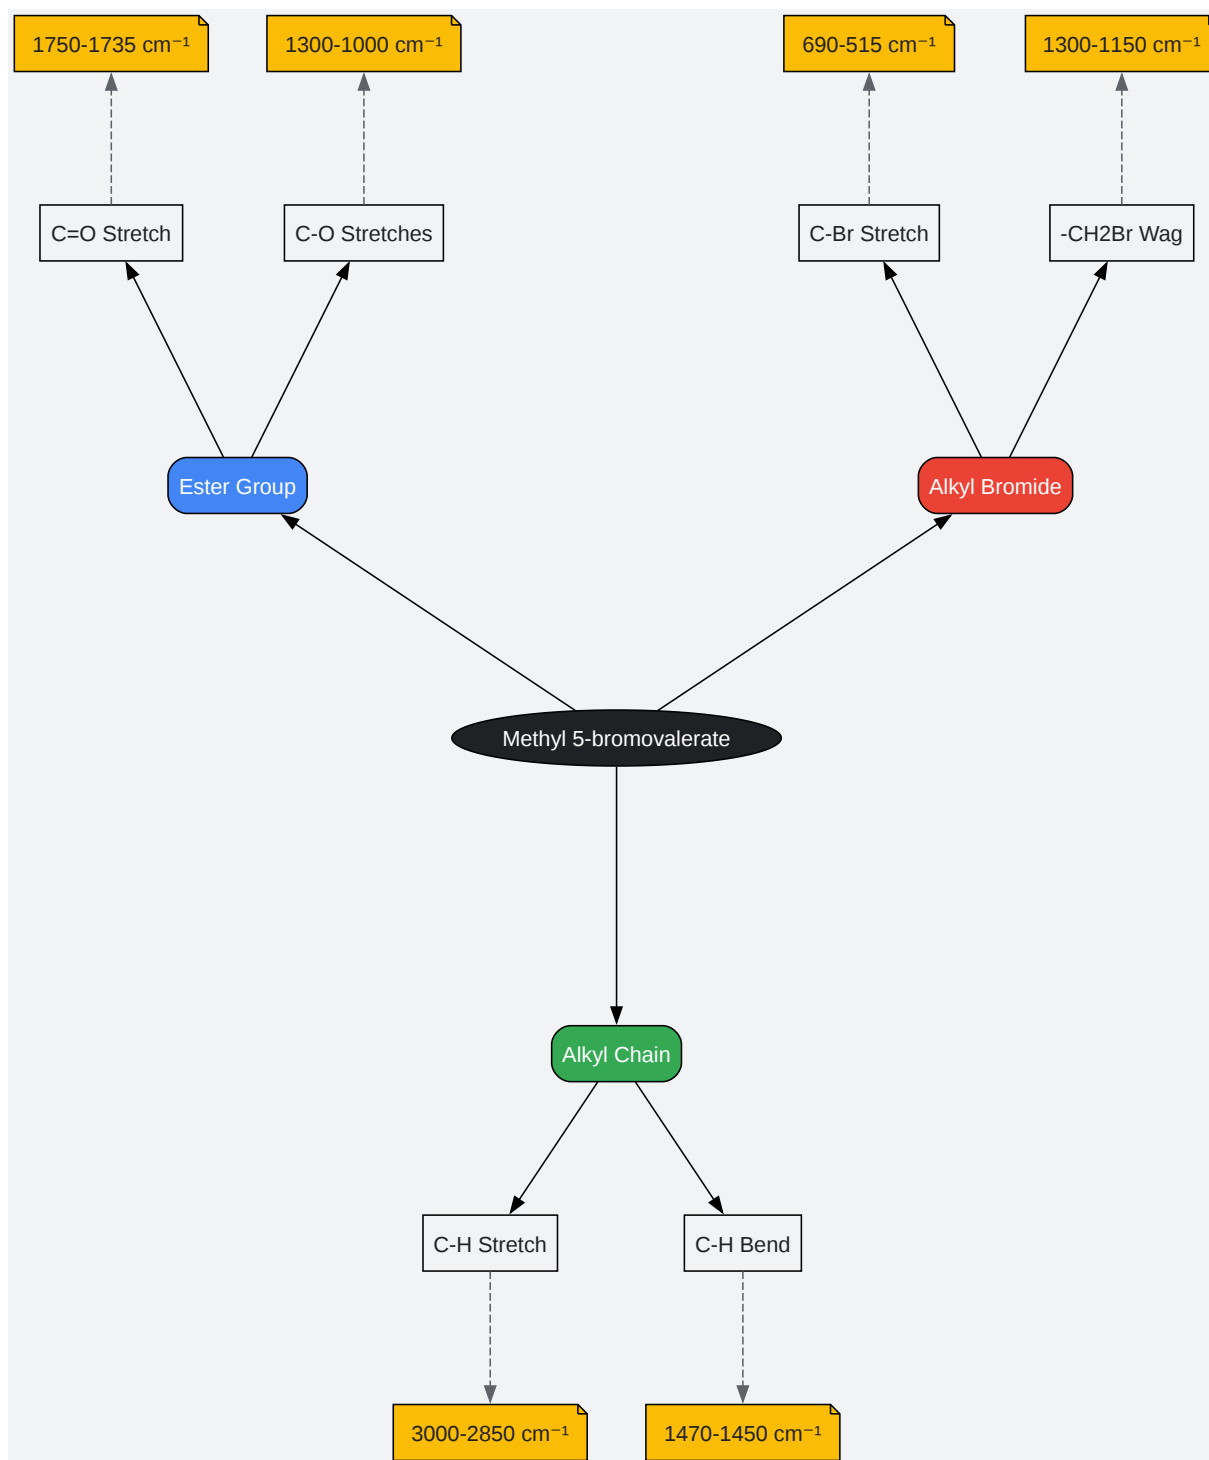 1750-1735 cm⁻¹
1300-1000 cm⁻¹
690-515 cm⁻¹
1300-1150 cm⁻¹
C=O Stretch
C-O Stretches
C-Br Stretch
-CH2Br Wag
Ester Group
Alkyl Bromide
Methyl 5-bromovalerate
Alkyl Chain
C-H Stretch
C-H Bend
3000-2850 cm⁻¹
1470-1450 cm⁻¹